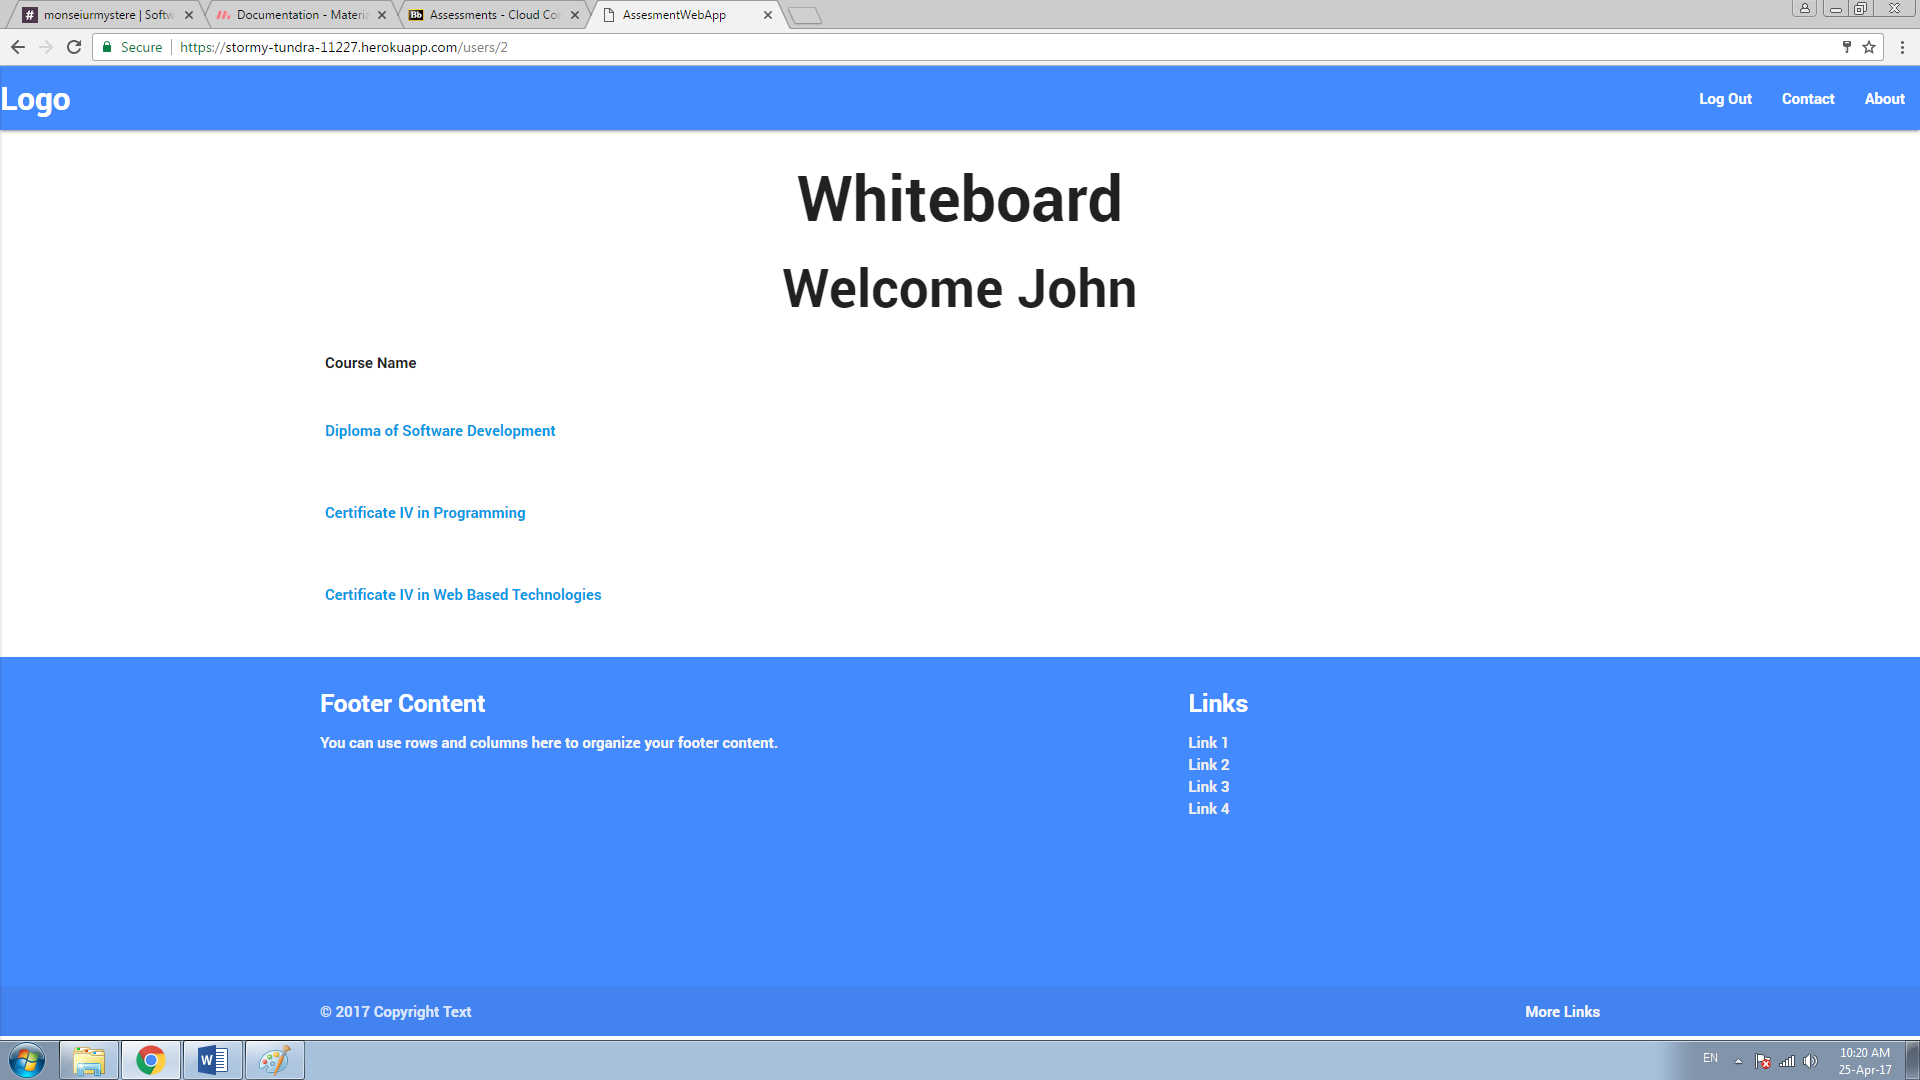 monseiurmystere | Softw
Documentation - Materia
Bb Assessments - Cloud Co
AssesmentWebApp
Secure https://stormy-tundra-11227.herokuapp.com/users/2
Logo
Log Out Contact About
Whiteboard
Welcome John
Course Name
Diploma of Software Development
Certificate IV in Programming
Certificate IV in Web Based Technologies
Footer Content
You can use rows and columns here to organize your footer content.
Links
Link 1
Link 2
Link 3
Link 4
© 2017 Copyright Text
More Links
EN
10:20 AM
25-Apr-17